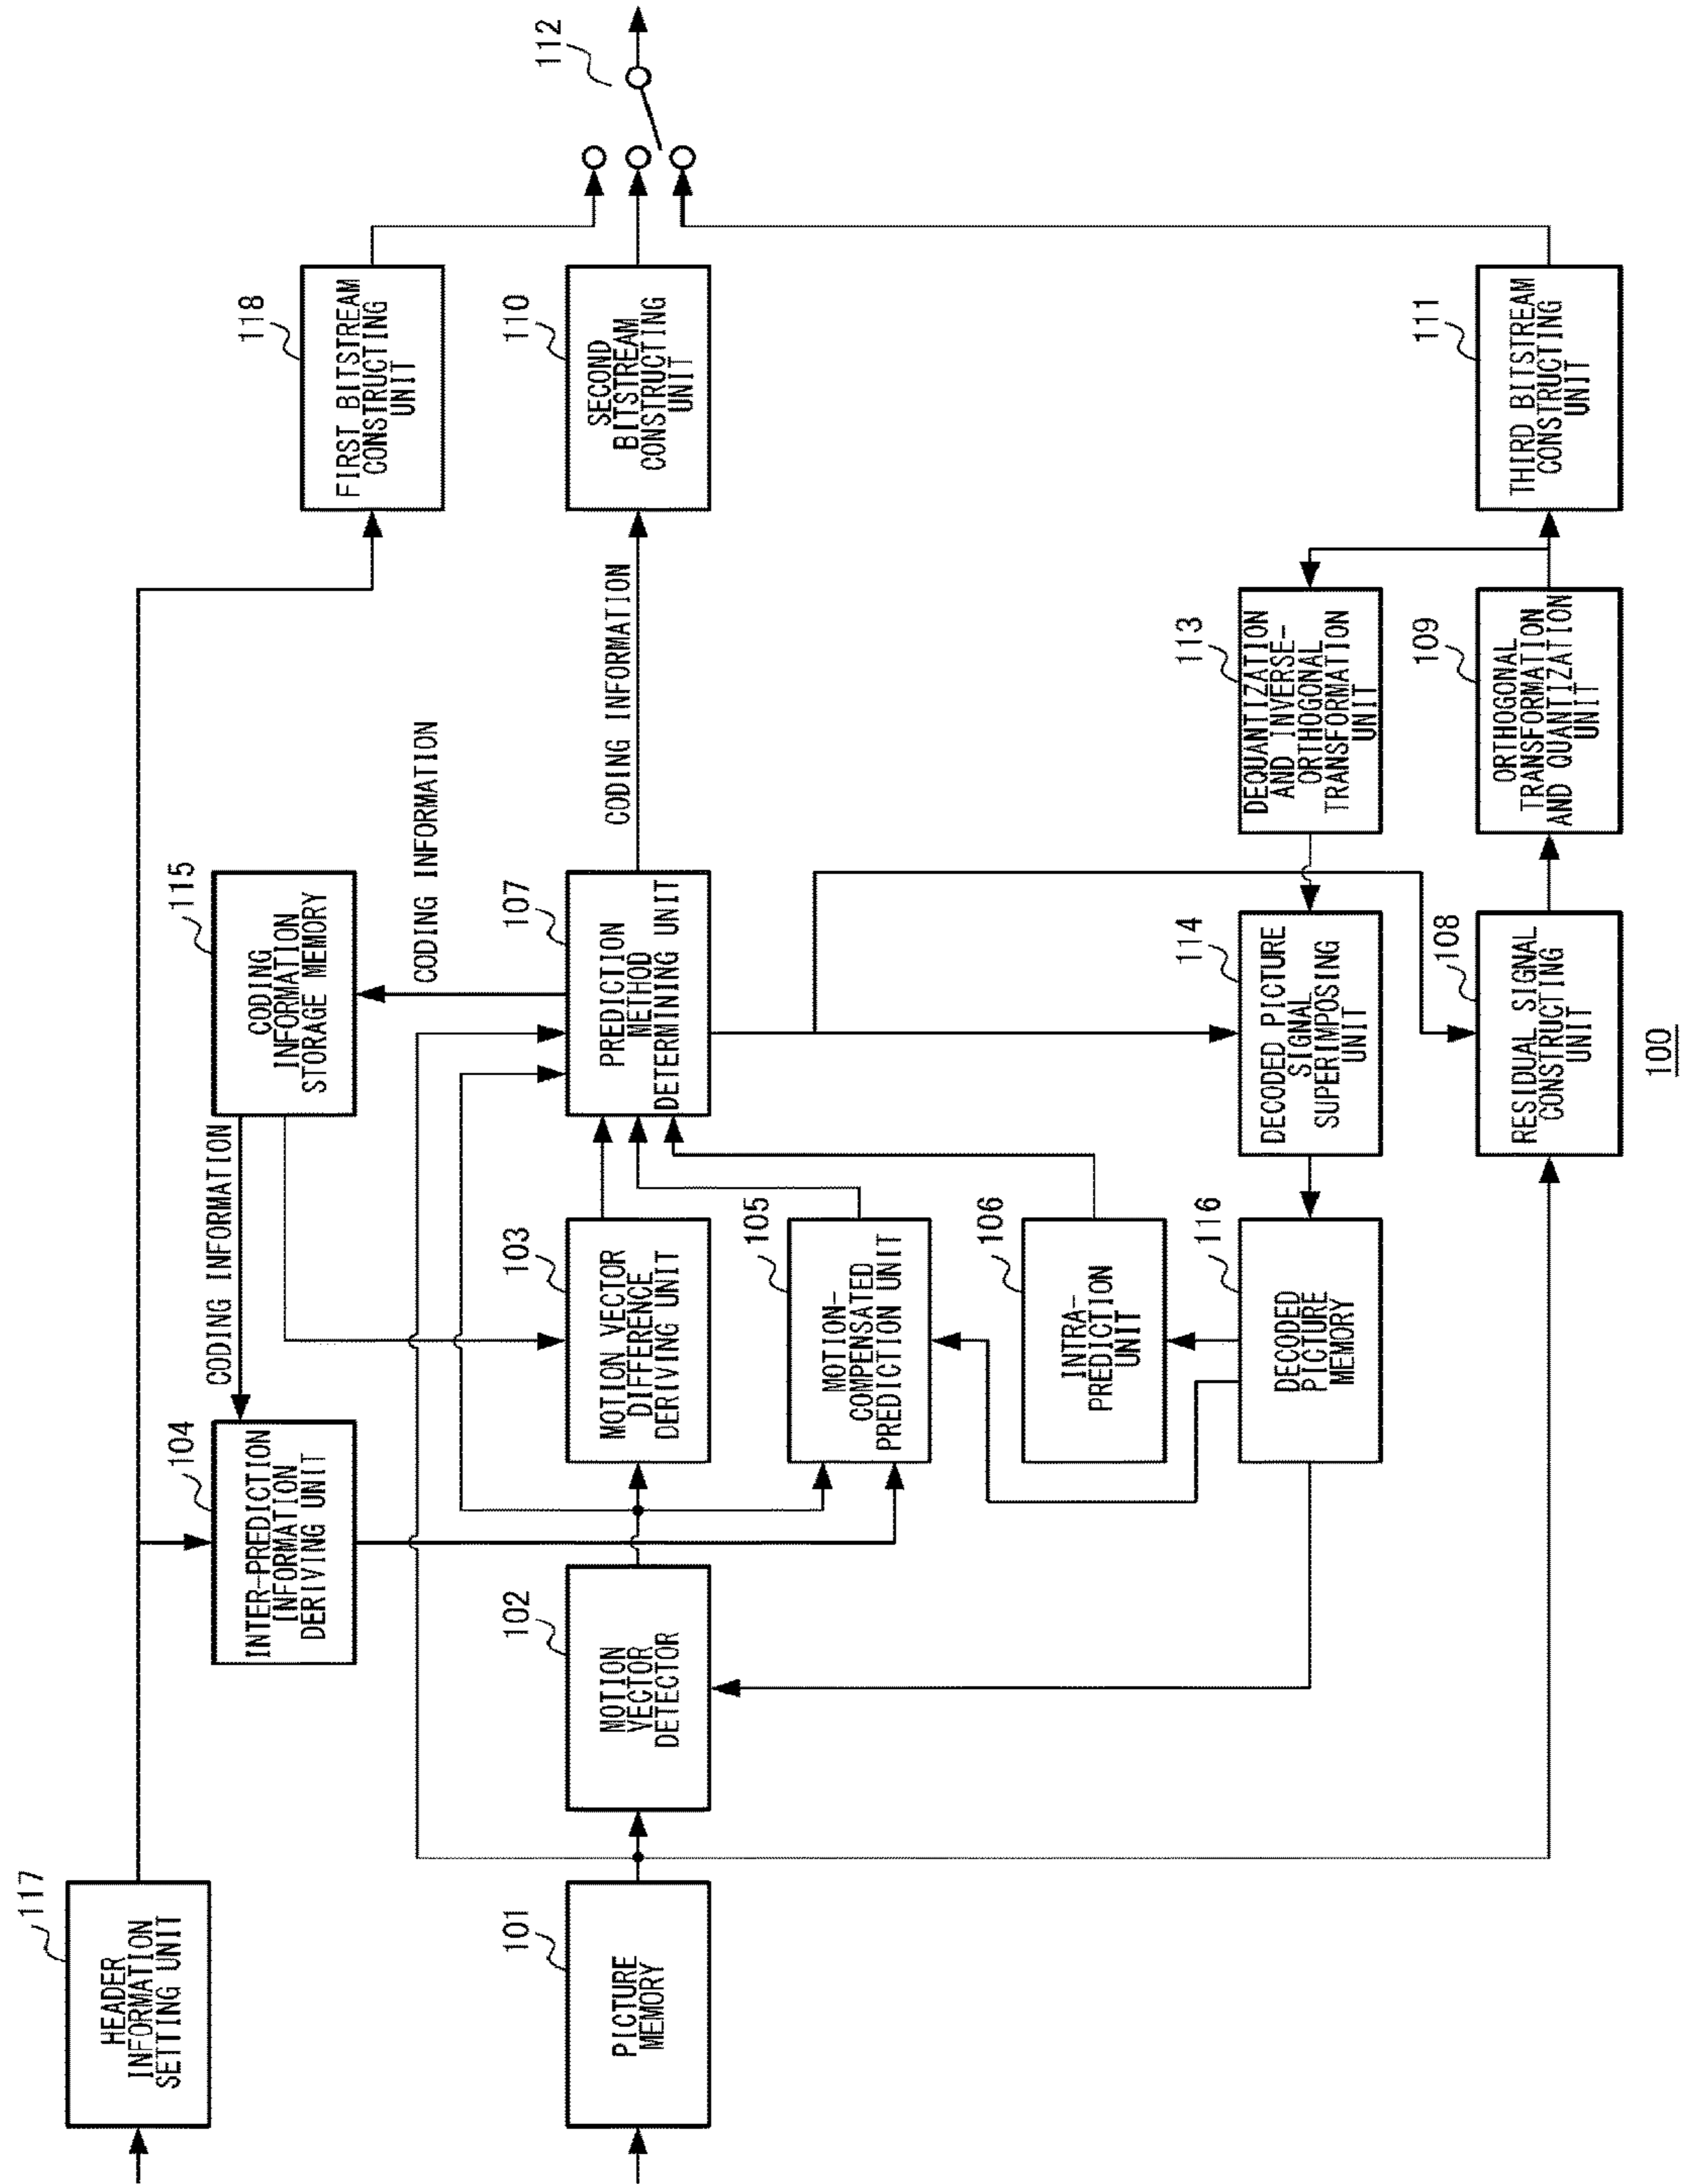 117
HEADER
INFORMATION
SETTING UNIT
104
INTER-PREDICTION
INFORMATION
DERIVING UNIT
CODING INFORMATION
115
CODING
INFORMATION
STORAGE MEMORY
CODING INFORMATION
118
FIRST BITSTREAM
CONSTRUCTING
UNIT
101
PICTURE
MEMORY
102
MOTION
VECTOR
DETECTOR
103
MOTION VECTOR
DIFFERENCE
DERIVING UNIT
107
PREDICTION
METHOD
DETERMINING UNIT
CODING INFORMATION
110
SECOND
BITSTREAM
CONSTRUCTING
UNIT
112
105
MOTION-
COMPENSATED
PREDICTION UNIT
106
INTRA-
PREDICTION
UNIT
116
DECODED
PICTURE
MEMORY
114
DECODED PICTURE
SIGNAL
SUPERIMPOSING
UNIT
113
DEQUANTIZATION
AND INVERSE-
ORTHOGONAL
TRANSFORMATION
UNIT
108
RESIDUAL SIGNAL
CONSTRUCTING
UNIT
109
ORTHOGONAL
TRANSFORMATION
AND QUANTIZATION
UNIT
111
THIRD BITSTREAM
CONSTRUCTING
UNIT
100